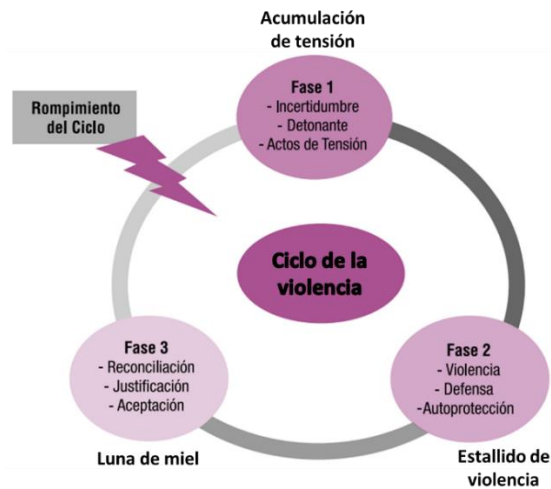 Acumulación
de tensión
Fase 1
- Incertidumbre
- Detonante
- Actos de Tensión
Rompimiento
del Ciclo
Ciclo de la
violencia
Fase 3
- Reconciliación
- Justificación
- Aceptación
Fase 2
- Violencia
- Defensa
-Autoprotección
Luna de miel
Estallido de
violencia